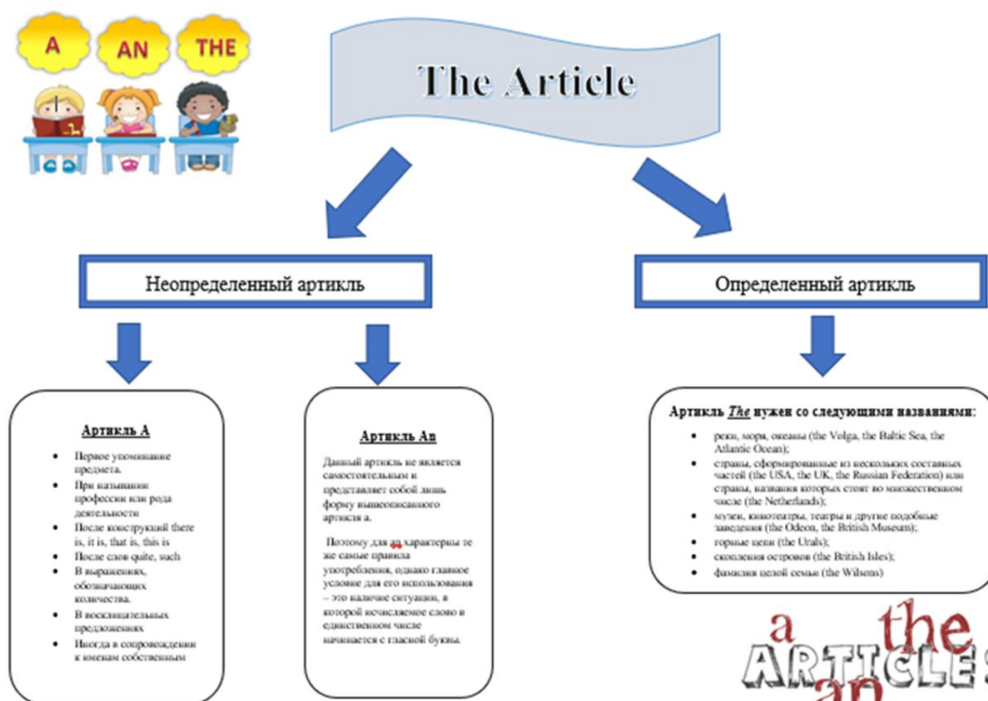 A AN THE
The Article
Неопределенный артикль
Определенный артикль
Артикль А
• Первое упоминание
предмета.
• При назывании
профессии или рода
деятельности
• После конструкций there
is, it is, that is, this is
• После слов quite, such
• В выражениях,
обозначающих
количества.
• В восклицательных
предложениях
• Иногда в сопровождении
к именам собственным
Артикль An
Данный артикль не является
самостоятельным и
представляет собой лишь
форму вышеописанного
артикля a.
Поэтому для an характерны те
же самые правила
употребления, однако главное
условие для его использования
– это наличие ситуации, в
которой исчисляемое слово в
единственном числе
начинается с гласной буквы.
Артикль The нужен со следующими названиями:
• реки, моря, океаны (the Volga, the Baltic Sea, the
Atlantic Ocean);
• страны, сформированные из нескольких составных
частей (the USA, the UK, the Russian Federation) или
страны, названия которых стоят во множественном
числе (the Netherlands);
• музеи, кинотеатры, театры и другие подобные
заведения (the Odeon, the British Museum);
• горные цепи (the Urals);
• скопления островов (the British Isles);
• фамилия целой семьи (the Wilsons)
a the
ARTICLES
an